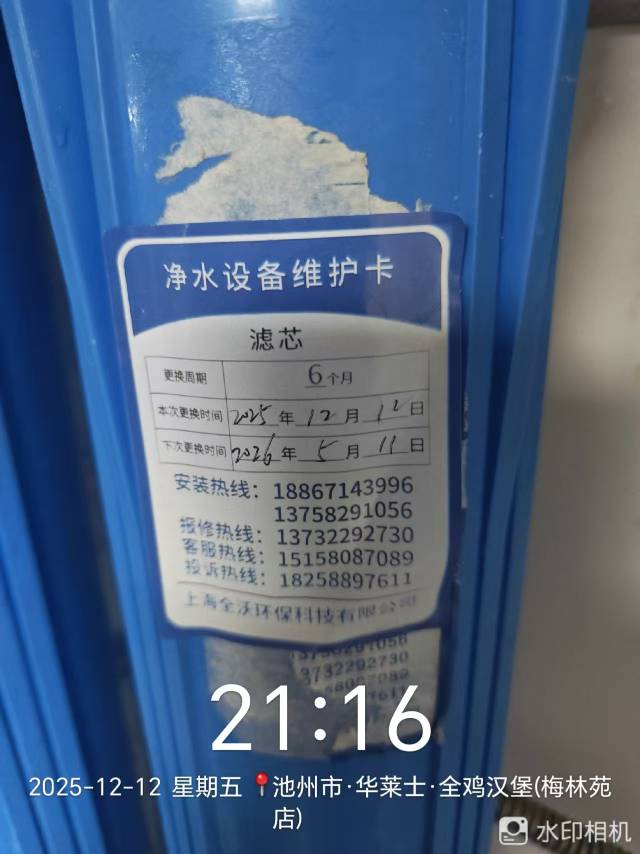 净水设备维护卡
滤芯
更换周期 6个月
本次更换时间 2025年12月12日
下次更换时间 2026年5月11日
安装热线：18867143996
13758291056
报修热线：13732292730
客服热线：15158087089
投诉热线：18258897611
上海全沃环保科技有限公司
13758291056
13732292730
21:16
2025-12-12 星期五 池州市·华莱士·全鸡汉堡(梅林苑
店)
水印相机